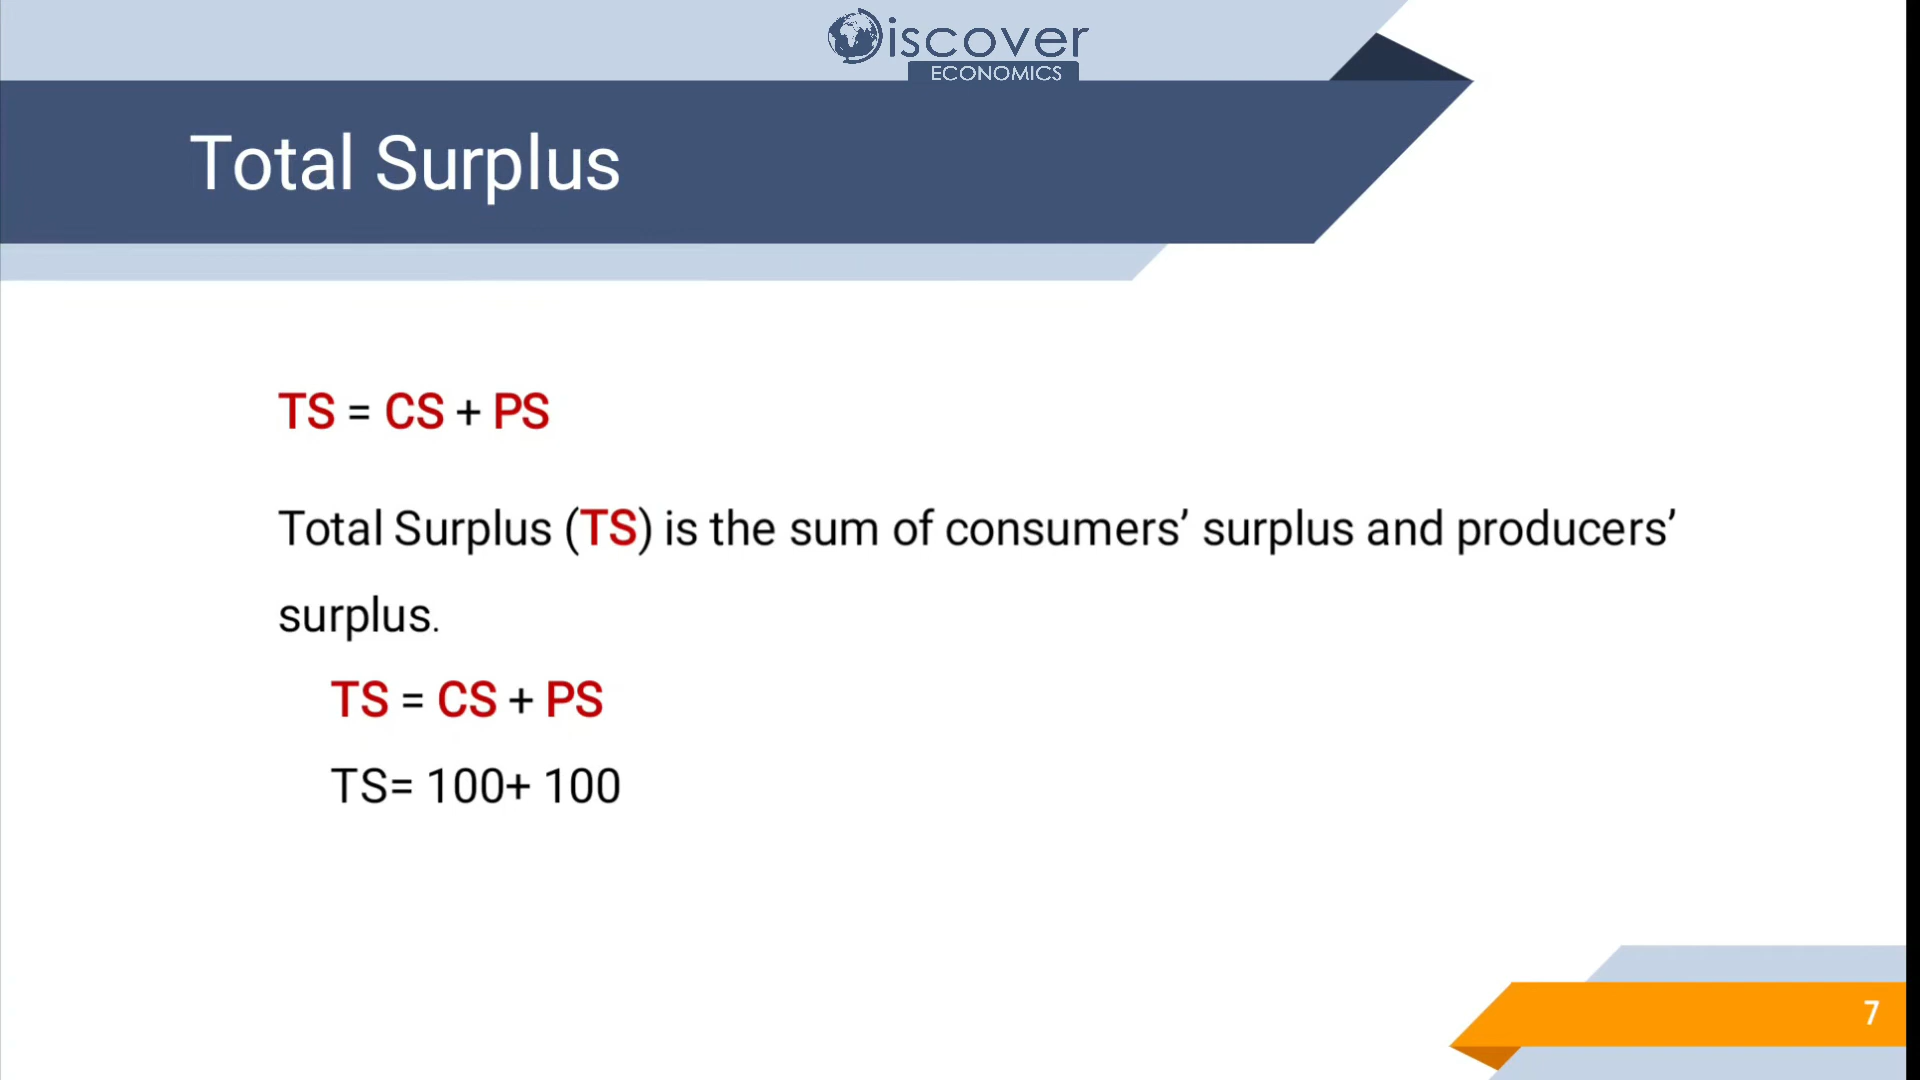 Discover
ECONOMICS
Total Surplus
TS = CS + PS
Total Surplus (TS) is the sum of consumers’ surplus and producers’
surplus.
TS = CS + PS
TS= 100+ 100
7